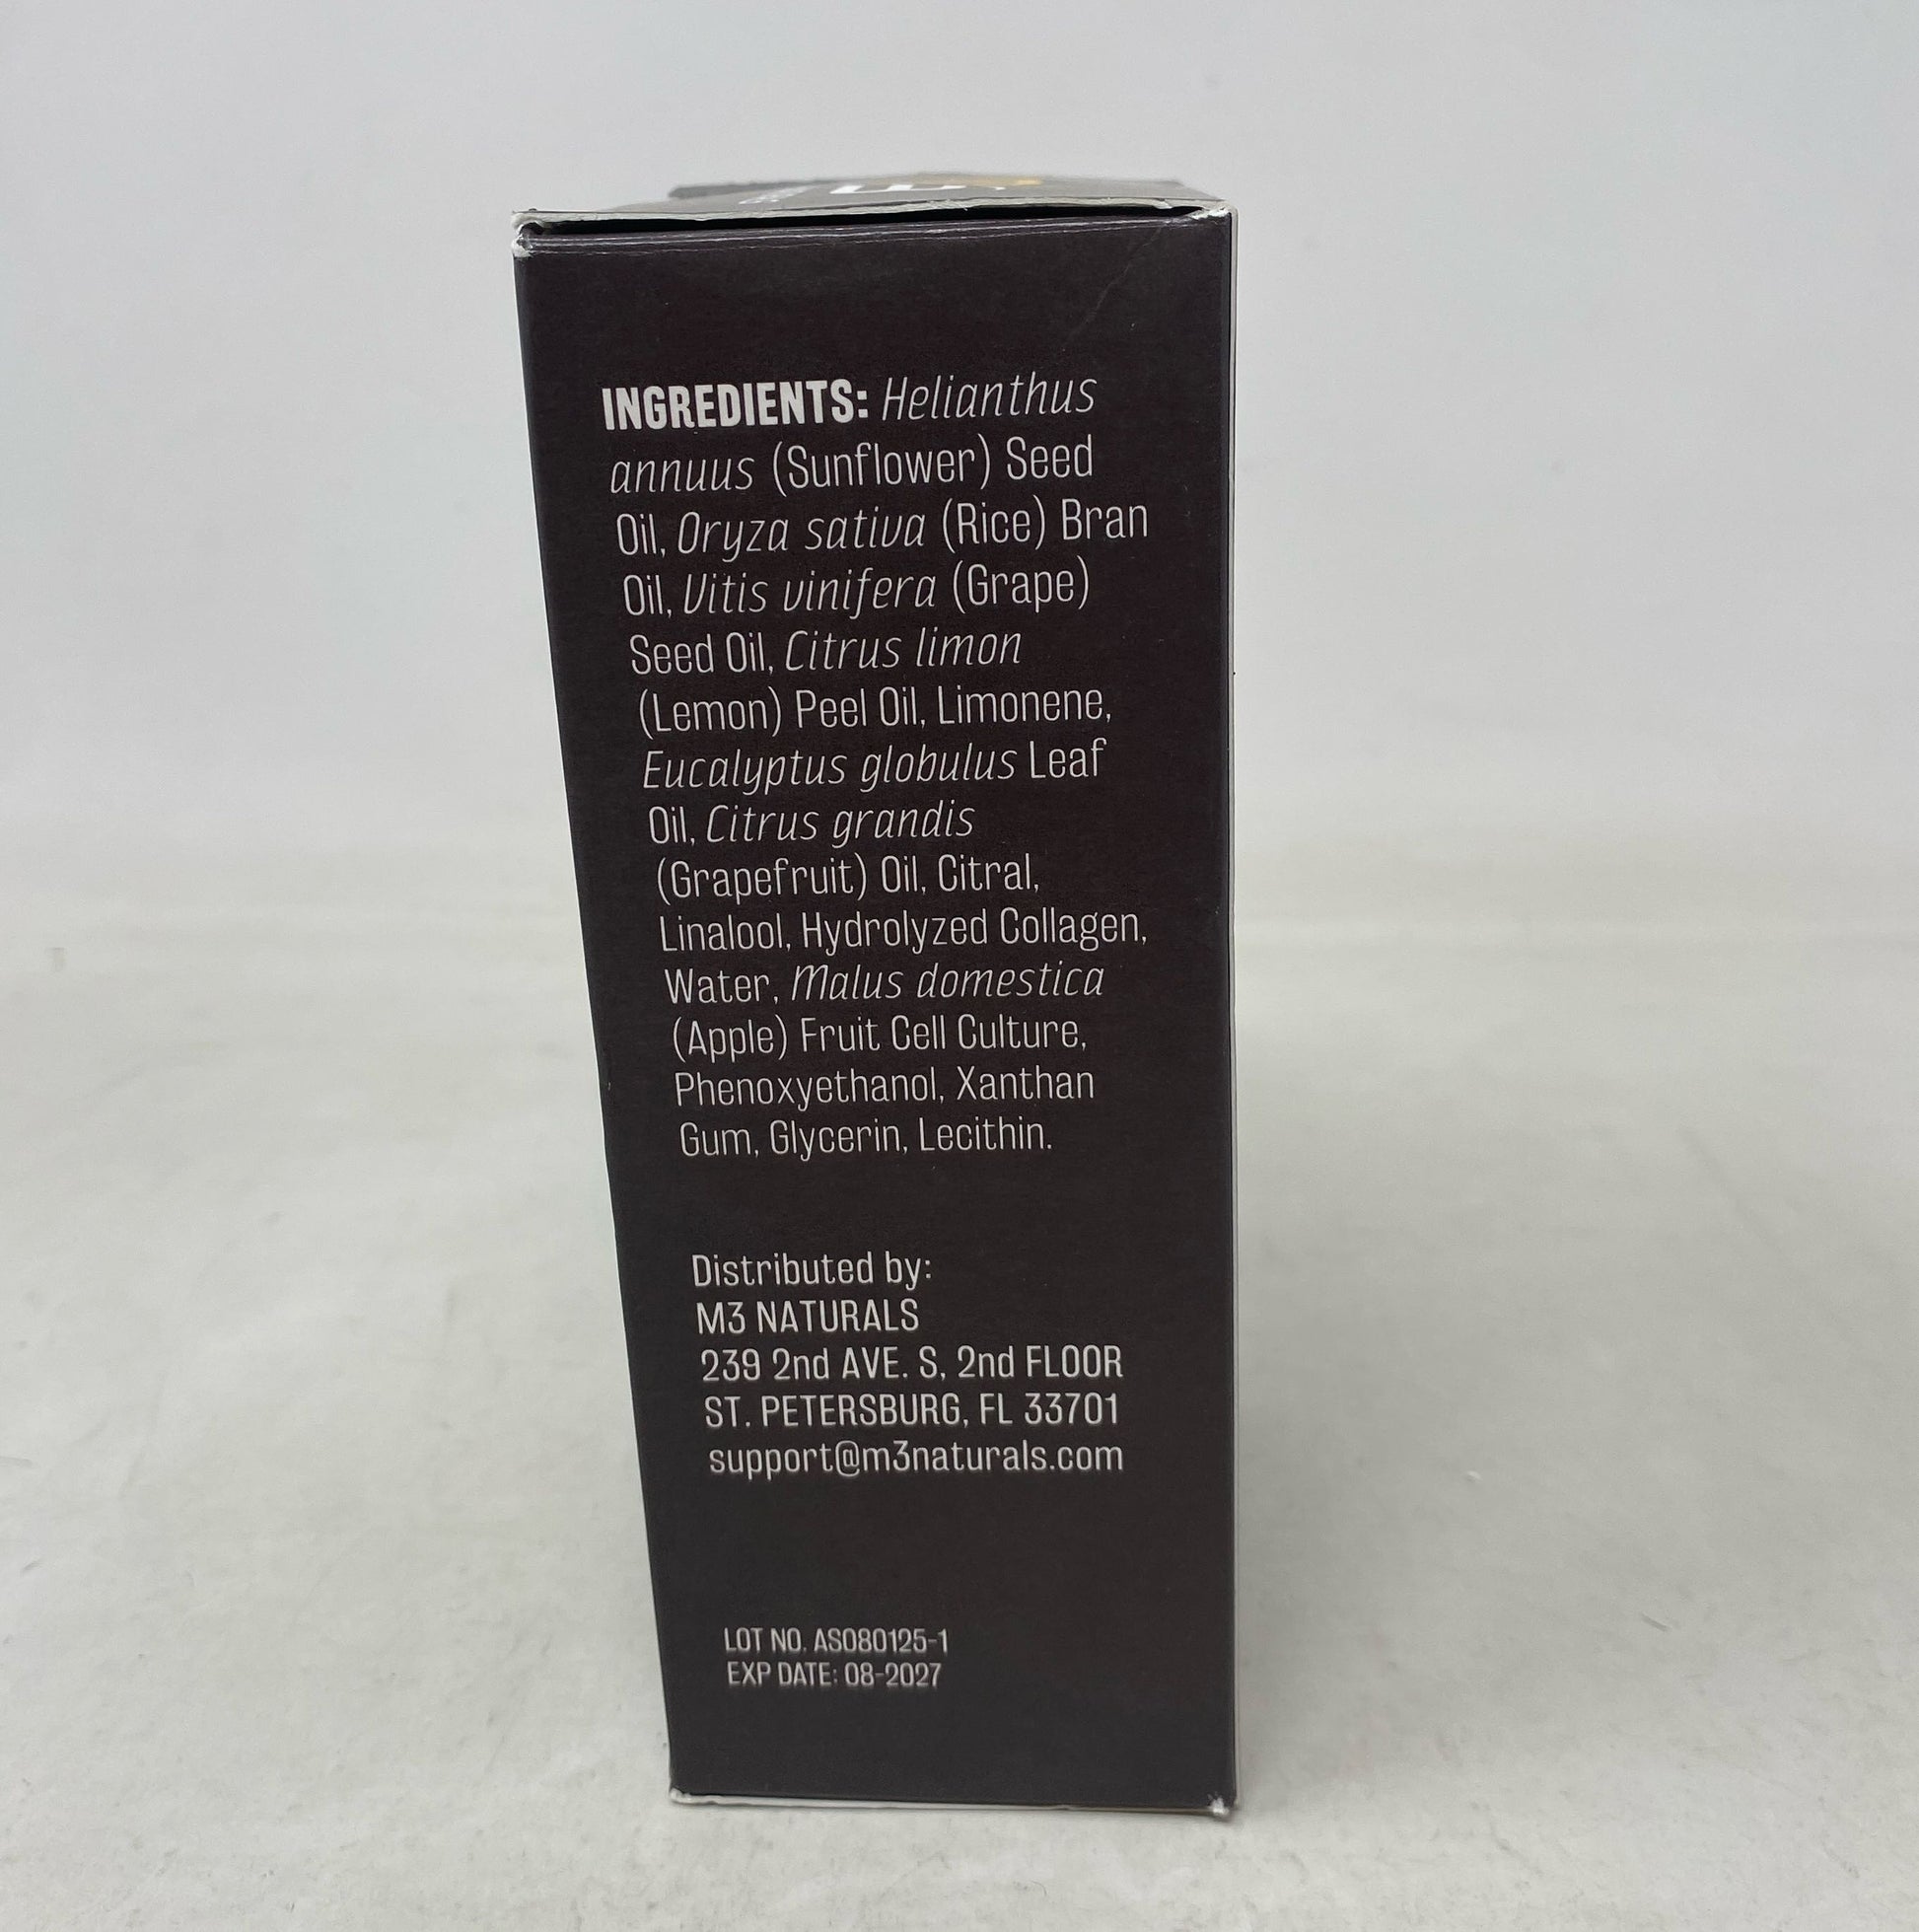 INGREDIENTS: Helianthus
annuus (Sunflower) Seed
Oil, Oryza sativa (Rice) Bran
Oil, Vitis vinifera (Grape)
Seed Oil, Citrus limon
(Lemon) Peel Oil, Limonene,
Eucalyptus globulus Leaf
Oil, Citrus grandis
(Grapefruit) Oil, Citral,
Linalool, Hydrolyzed Collagen,
Water, Malus domestica
(Apple) Fruit Cell Culture,
Phenoxyethanol, Xanthan
Gum, Glycerin, Lecithin.
Distributed by:
M3 NATURALS
239 2nd AVE. S, 2nd FLOOR
ST. PETERSBURG, FL 33701
support@m3naturals.com
LOT NO. AS080125-1
EXP DATE: 08-2027